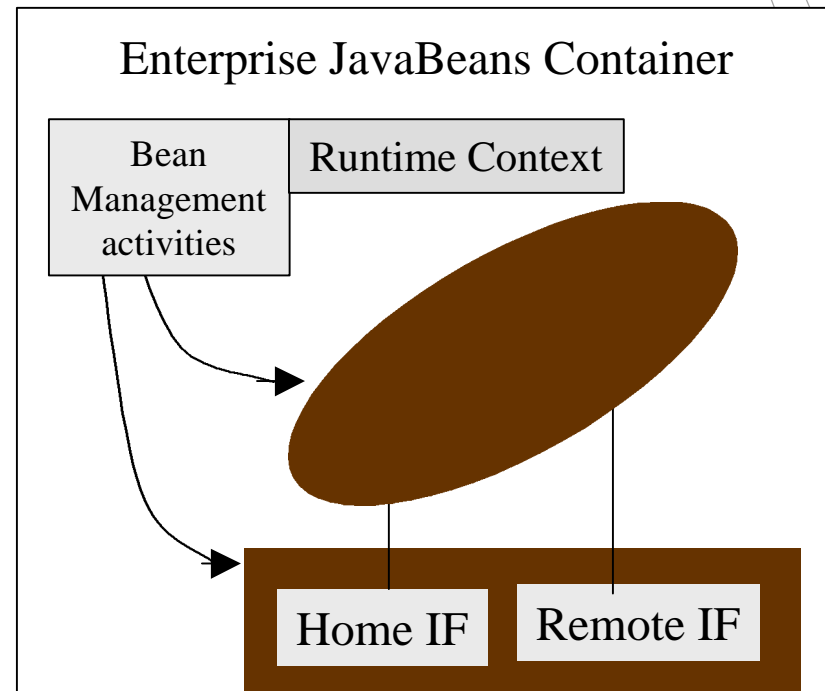 Enterprise JavaBeans Container
Bean
Management
activities
Runtime Context
Home IF
Remote IF